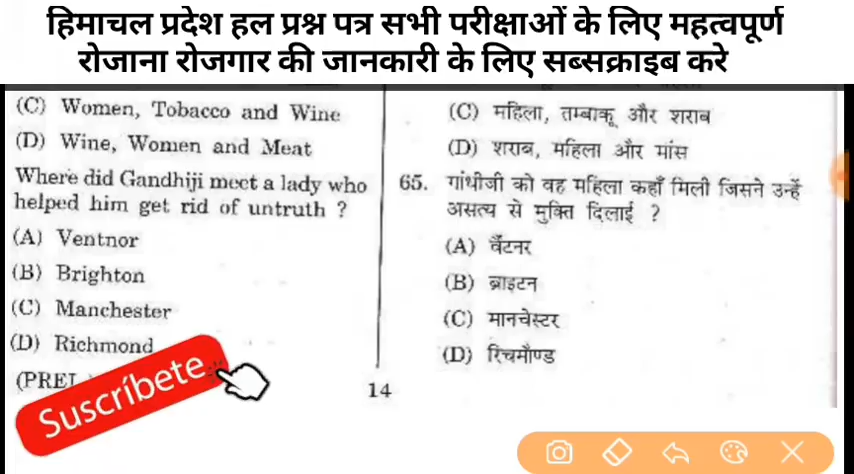 हिमाचल प्रदेश हल प्रश्न पत्र सभी परीक्षाओं के लिए महत्वपूर्ण
रोजाना रोजगार की जानकारी के लिए सब्सक्राइब करे
(C) Women, Tobacco and Wine
(D) Wine, Women and Meat
Where did Gandhiji meet a lady who
helped him get rid of untruth ?
(A) Ventnor
(B) Brighton
(C) Manchester
(D) Richmond
(PREL
Suscríbete
14
(C) महिला, तम्बाकू और शराब
(D) शराब, महिला और मांस
65. गांधीजी को वह महिला कहाँ मिली जिसने उन्हें
असत्य से मुक्ति दिलाई ?
(A) वैंटनर
(B) ब्राइटन
(C) मानचेस्टर
(D) रिचमौण्ड